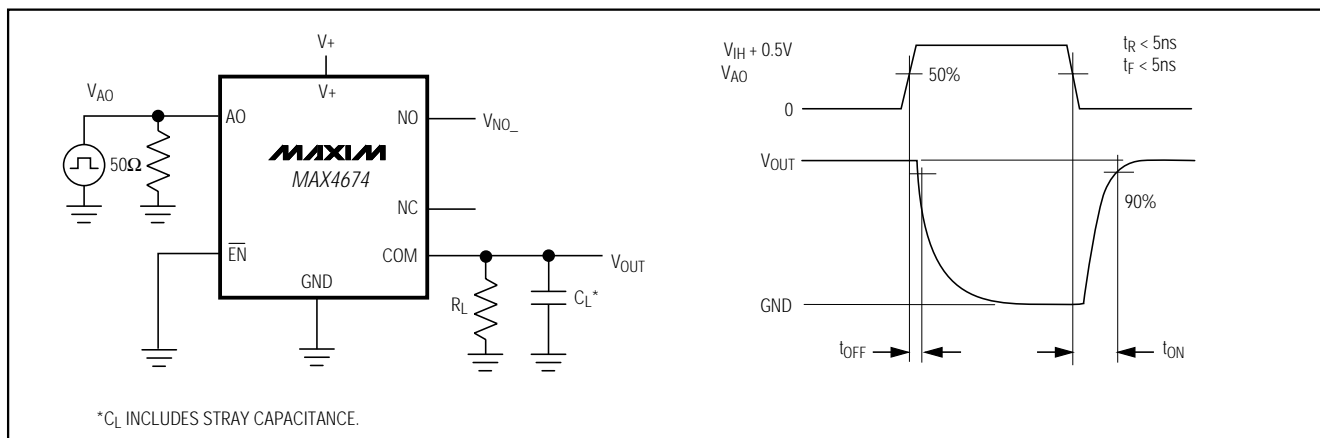 V+
V+
VAO
AO
NO
VNO_
50Ω
MAXIM
MAX4674
NC
EN
COM
VOUT
GND
RL
CL*
*CL INCLUDES STRAY CAPACITANCE.
VIH + 0.5V
VAO
50%
0
tR < 5ns
tF < 5ns
VOUT
90%
GND
tOFF
tON